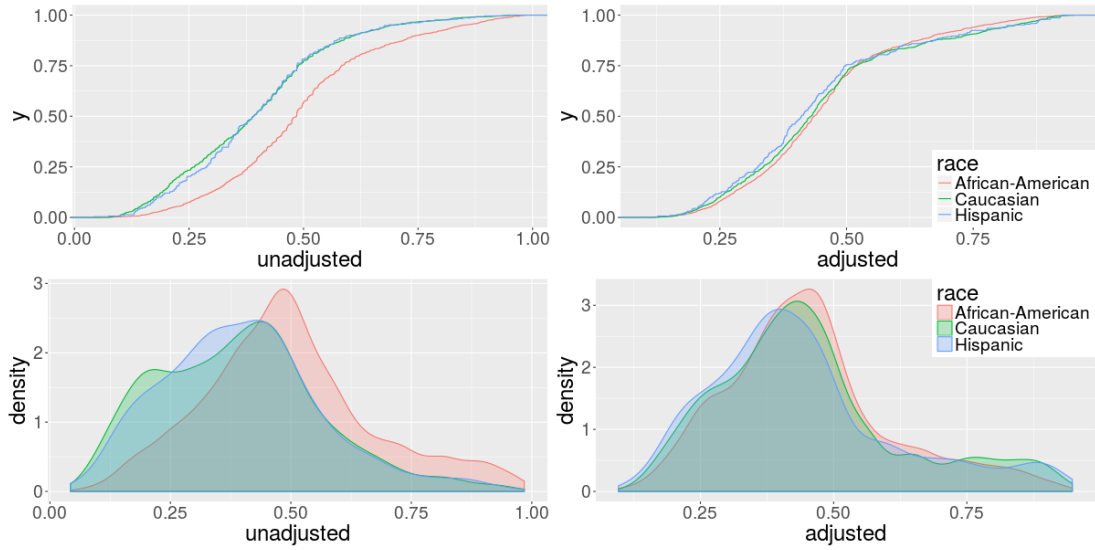 1.00
0.75
0.50
0.25
0.00
y
0.00 0.25 0.50 0.75 1.00
unadjusted
1.00
0.75
0.50
0.25
0.00
y
0.25 0.50 0.75
adjusted
race
African-American
Caucasian
Hispanic
3
2
1
0
density
0.00 0.25 0.50 0.75 1.00
unadjusted
3
2
1
0
density
0.25 0.50 0.75
adjusted
race
African-American
Caucasian
Hispanic